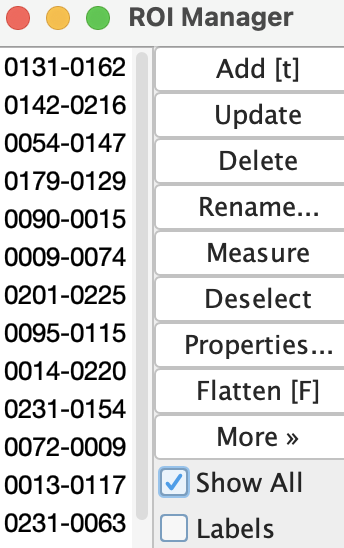 ROI Manager
0131-0162
0142-0216
0054-0147
0179-0129
0090-0015
0009-0074
0201-0225
0095-0115
0014-0220
0231-0154
0072-0009
0013-0117
0231-0063
Add [t]
Update
Delete
Rename...
Measure
Deselect
Properties...
Flatten [F]
More »
Show All
Labels